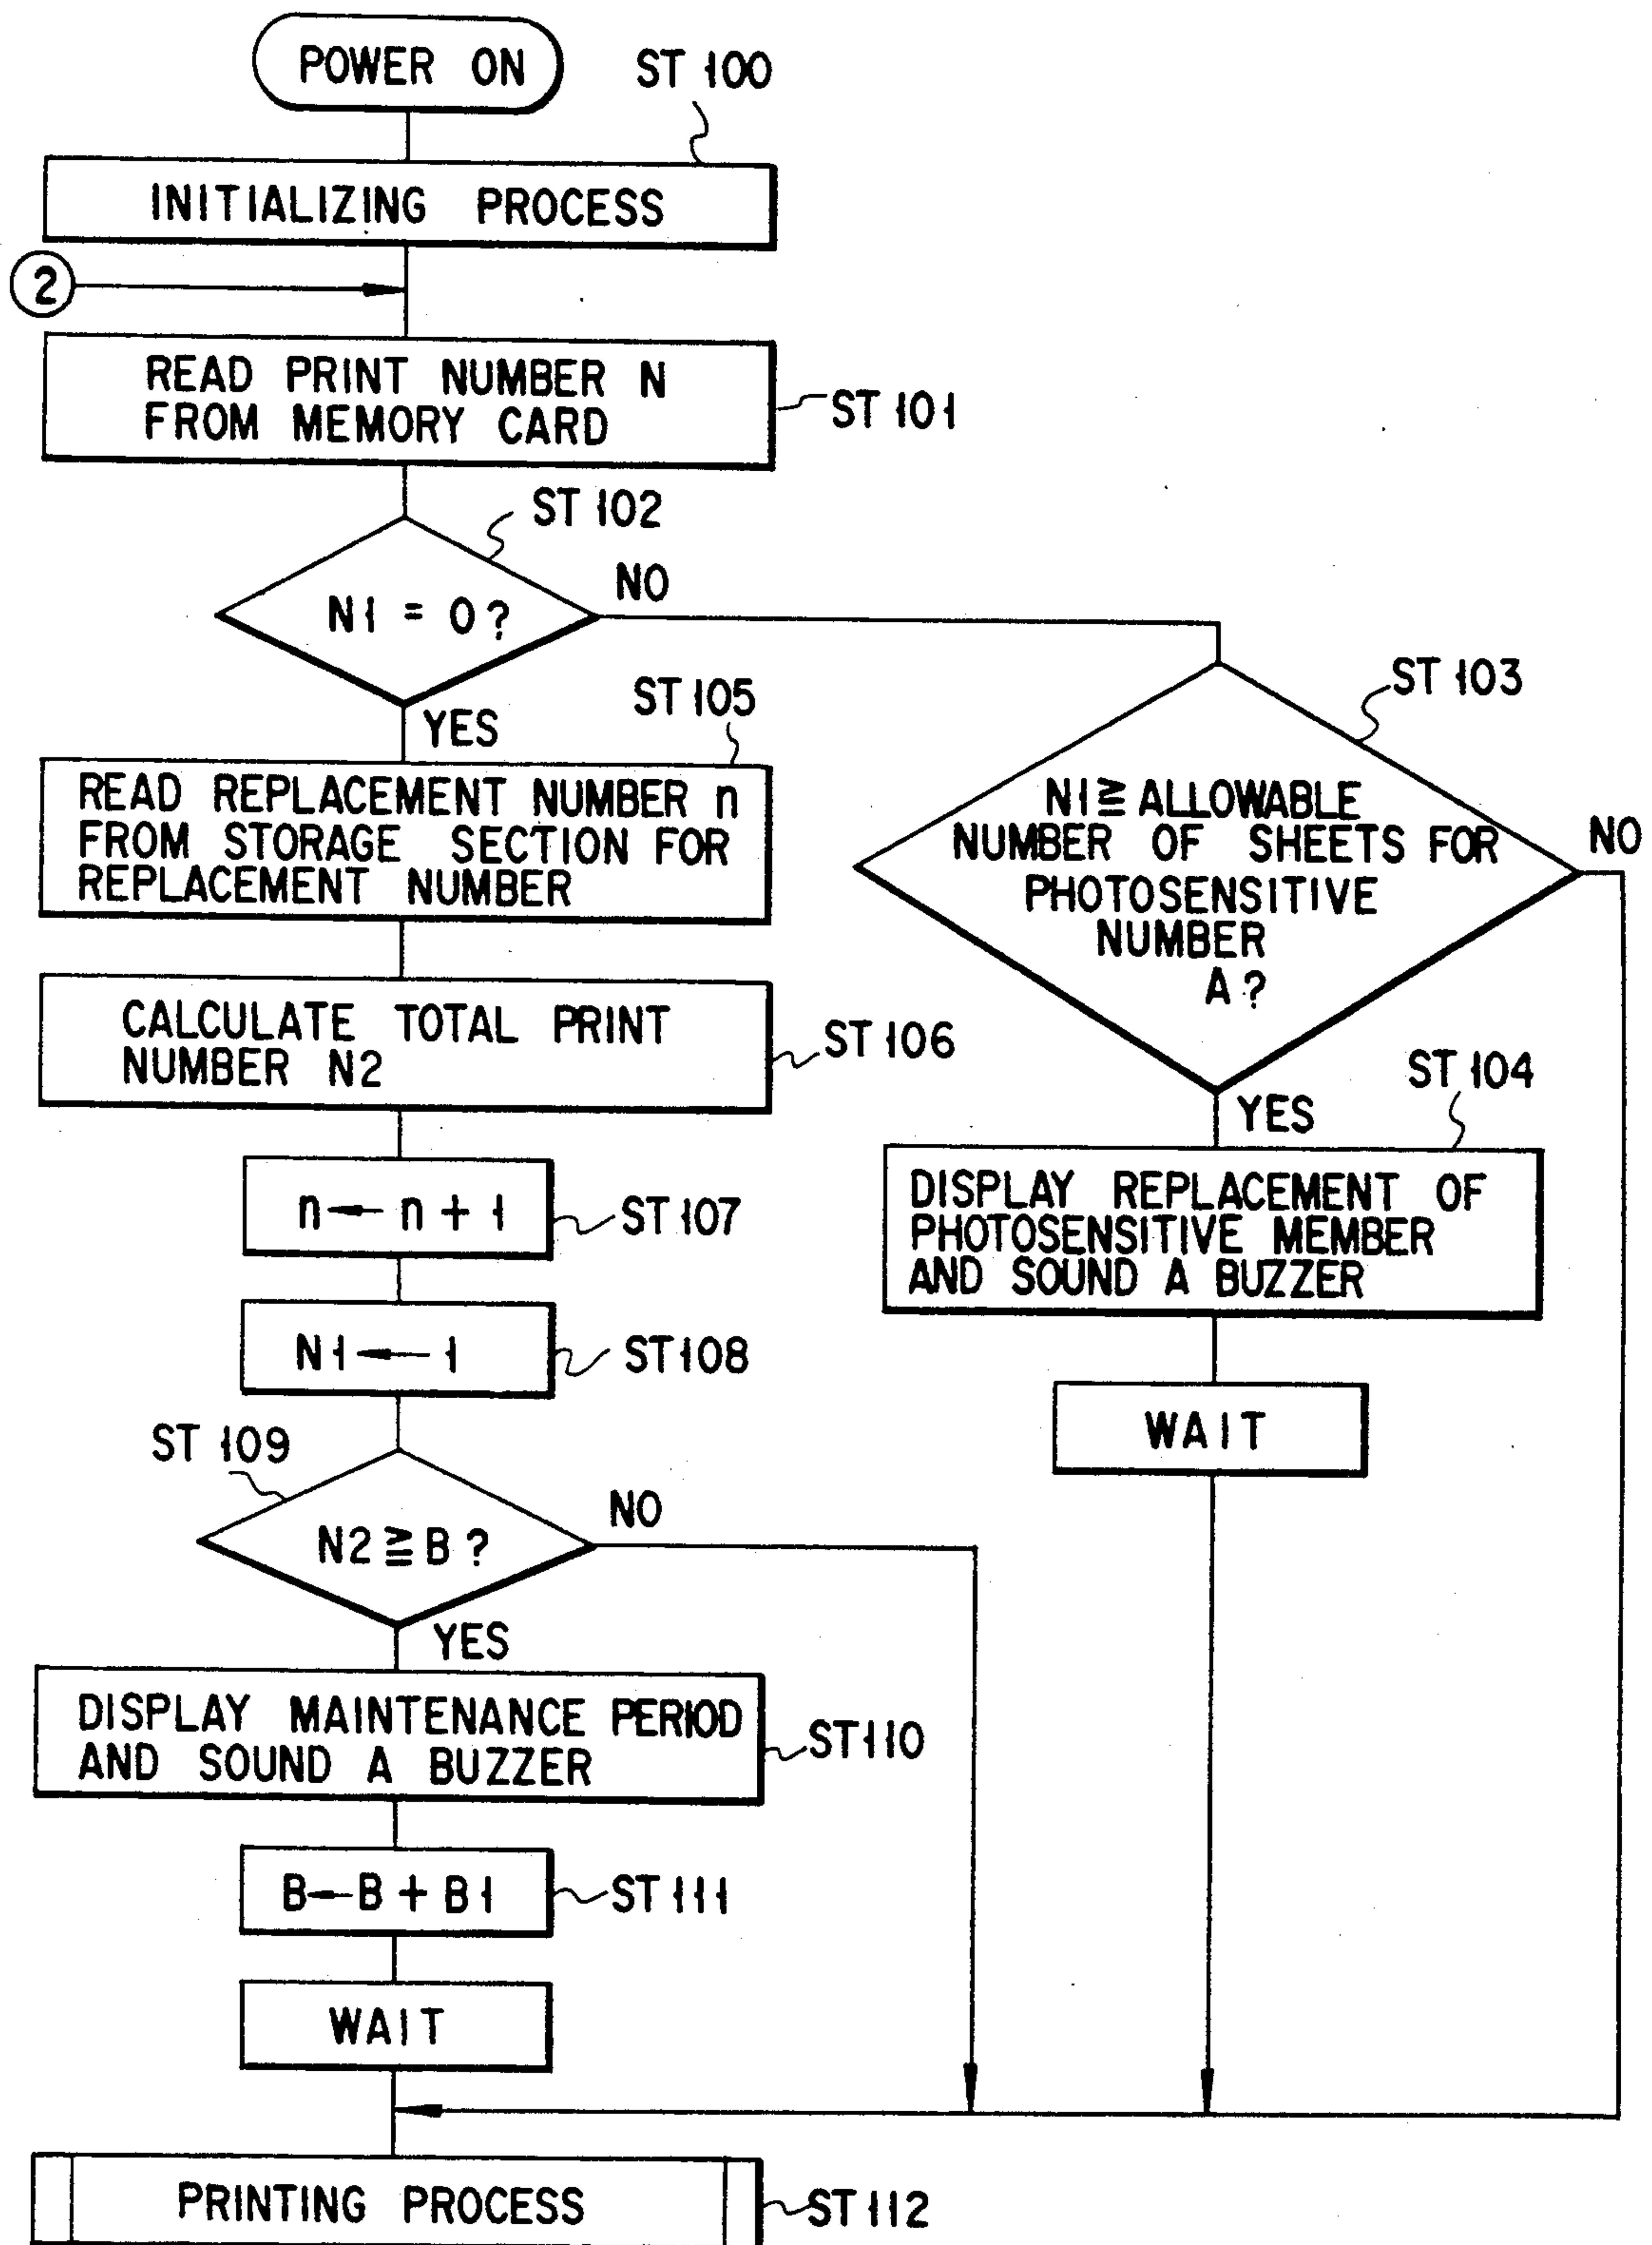 POWER ON
ST 100
INITIALIZING PROCESS
2
READ PRINT NUMBER N
FROM MEMORY CARD
ST 101
ST 102
N1 = 0?
NO
YES
ST 103
N1≧ALLOWABLE
NUMBER OF SHEETS FOR
PHOTOSENSITIVE
NUMBER
A?
NO
YES
ST 105
READ REPLACEMENT NUMBER n
FROM STORAGE SECTION FOR
REPLACEMENT NUMBER
CALCULATE TOTAL PRINT
NUMBER N2
ST 106
ST 104
DISPLAY REPLACEMENT OF
PHOTOSENSITIVE MEMBER
AND SOUND A BUZZER
WAIT
n← n + 1
ST 107
N1← 1
ST 108
ST 109
N2≧B?
NO
YES
DISPLAY MAINTENANCE PERIOD
AND SOUND A BUZZER
ST110
B←B + B1
ST 111
WAIT
PRINTING PROCESS
ST112